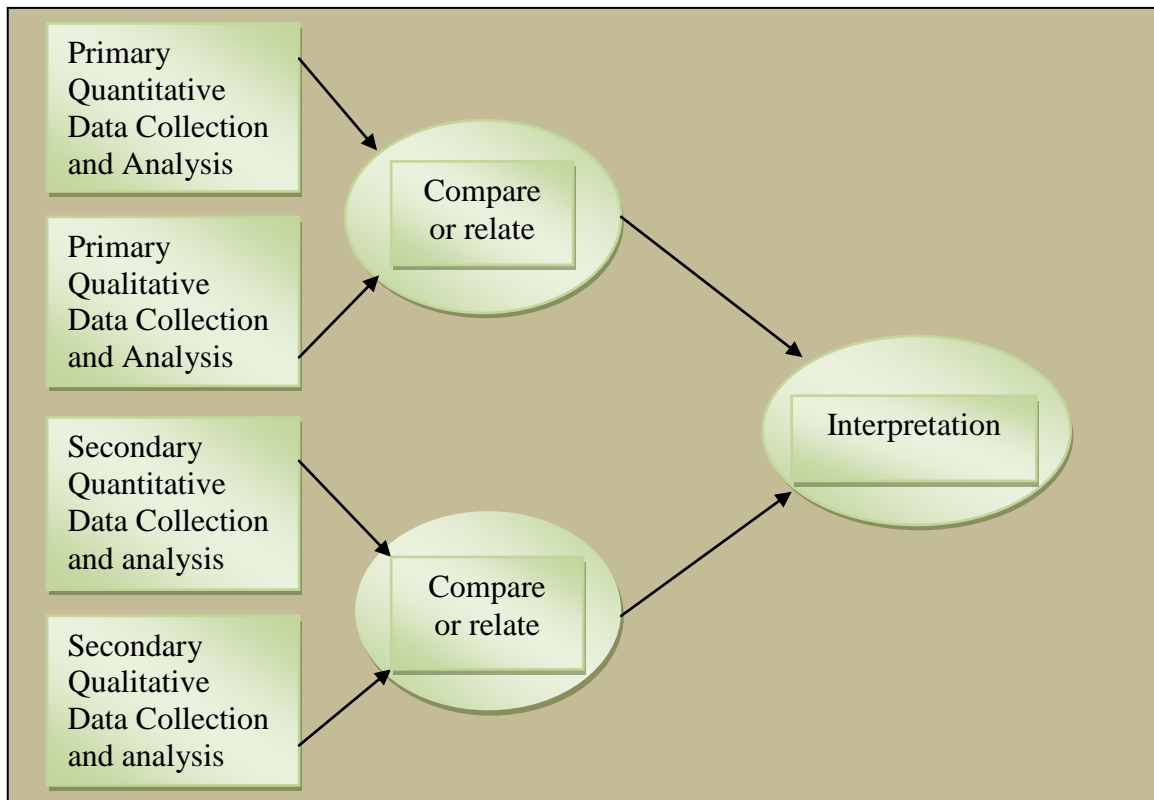 Primary
Quantitative
Data Collection
and Analysis
Compare
or relate
Primary
Qualitative
Data Collection
and Analysis
Interpretation
Secondary
Quantitative
Data Collection
and analysis
Compare
or relate
Secondary
Qualitative
Data Collection
and analysis